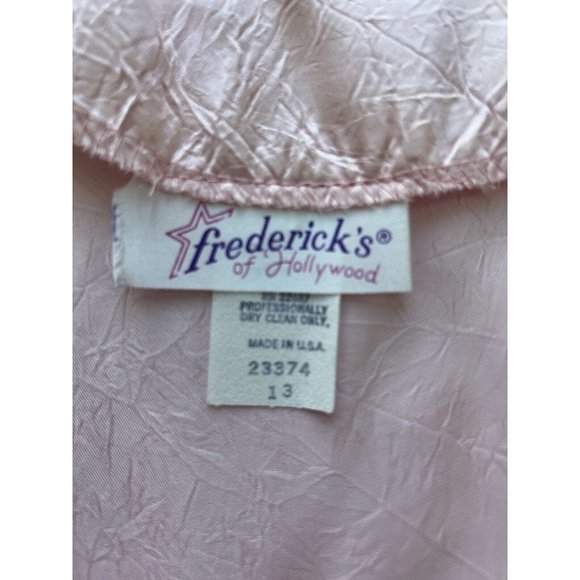 frederick's®
of Hollywood
PROFESSIONALLY
DRY CLEAN ONLY.
MADE IN U.S.A.
23374
13